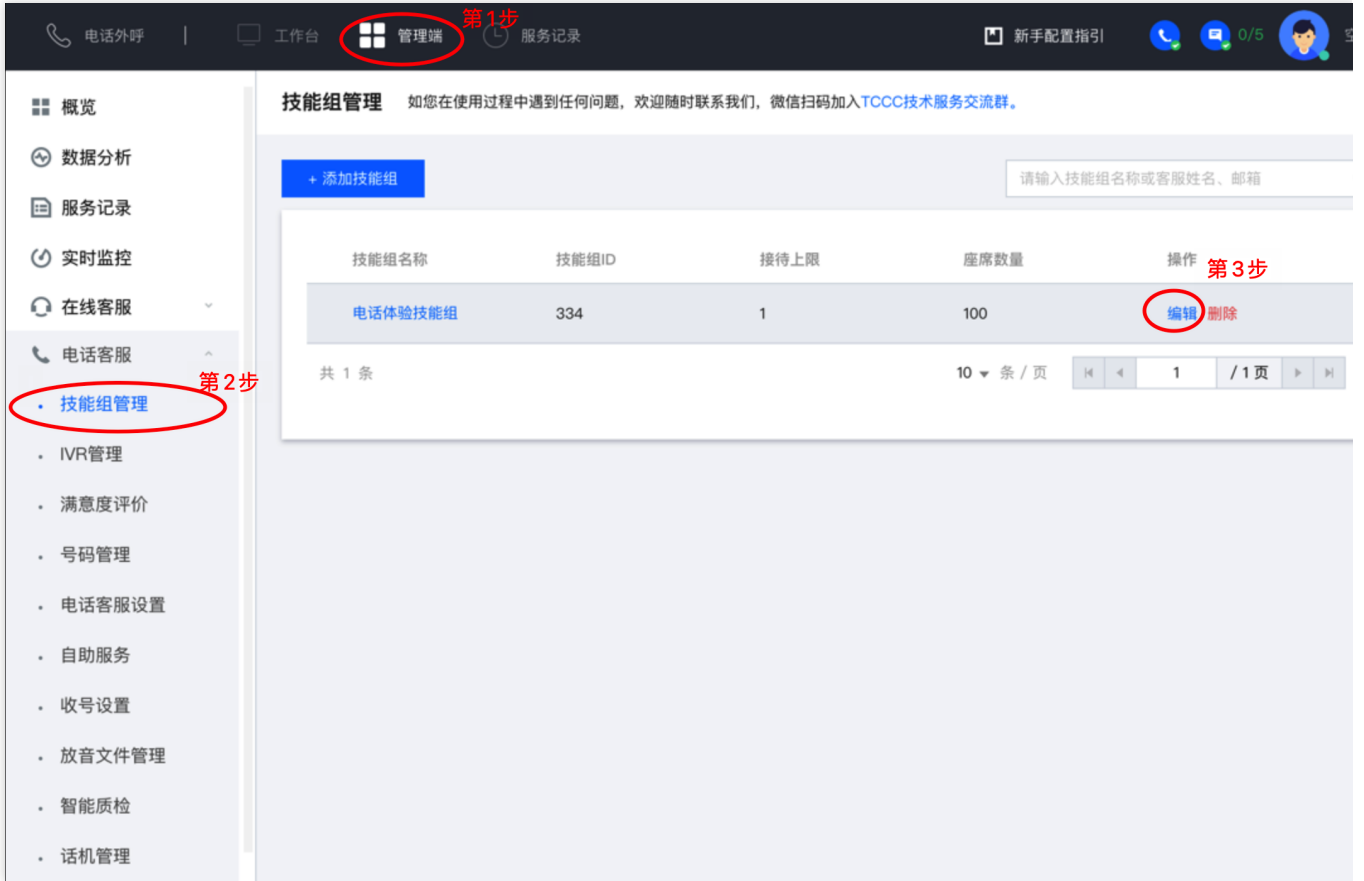 第1步
电话外呼 | 工作台 管理端 服务记录 新手配置指引 0/5
概览
数据分析
服务记录
实时监控
在线客服
电话客服
第2步
技能组管理
IVR管理
满意度评价
号码管理
电话客服设置
自助服务
收号设置
放音文件管理
智能质检
话机管理
技能组管理 如您在使用过程中遇到任何问题，欢迎随时联系我们，微信扫码加入TCCC技术服务交流群。
+ 添加技能组 请输入技能组名称或客服姓名、邮箱
技能组名称 技能组ID 接待上限 座席数量 操作
第3步
电话体验技能组 334 1 100 编辑 删除
共 1 条 10 条 / 页 1 / 1 页